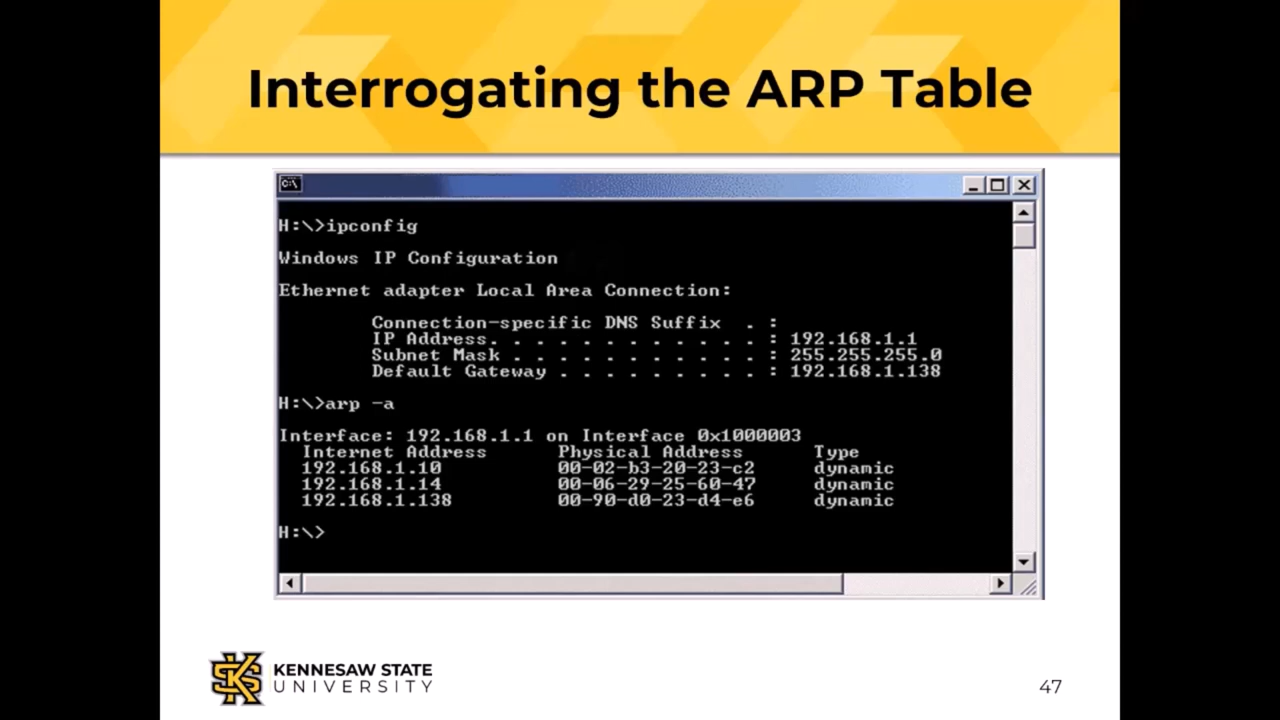 Interrogating the ARP Table
C:\
H:\>ipconfig
Windows IP Configuration
Ethernet adapter Local Area Connection:
Connection-specific DNS Suffix  . :
IP Address. . . . . . . . . . . . : 192.168.1.1
Subnet Mask . . . . . . . . . . . : 255.255.255.0
Default Gateway . . . . . . . . . : 192.168.1.138
H:\>arp -a
Interface: 192.168.1.1 on Interface 0x1000003
Internet Address      Physical Address      Type
192.168.1.10          00-02-b3-20-23-c2     dynamic
192.168.1.14          00-06-29-25-60-47     dynamic
192.168.1.138         00-90-d0-23-d4-e6     dynamic
H:\>
KENNESAW STATE
UNIVERSITY
47